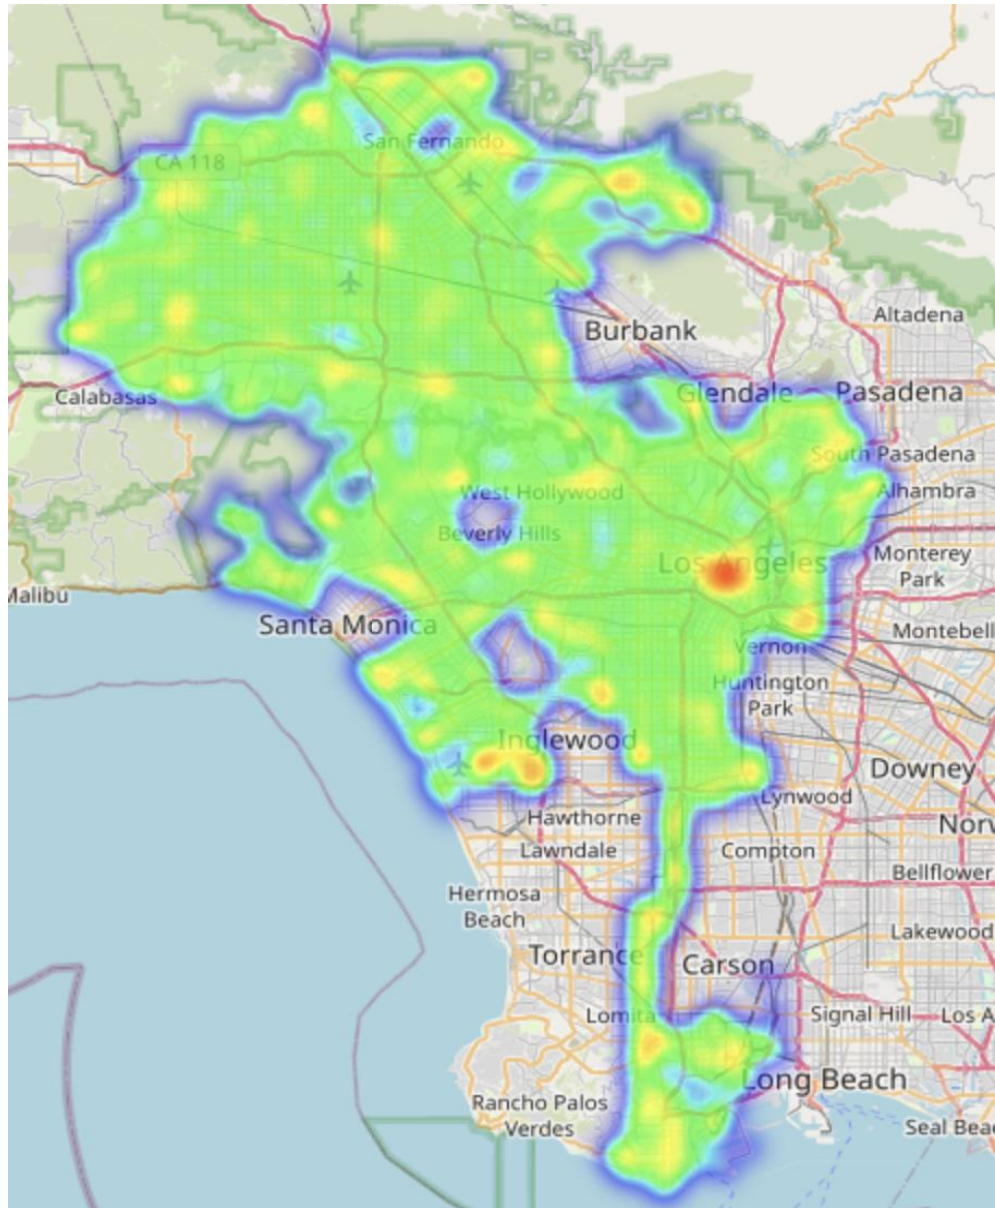 San Fernando
CA 118
Altadena
Burbank
Calabasas
Glendale
Pasadena
South Pasadena
West Hollywood
Alhambra
Beverly Hills
Los Angeles
Monterey
Park
Malibu
Santa Monica
Montebell
Vernon
Huntington
Park
Inglewood
Downey
Lynwood
Hawthorne
Norw
Lawndale
Compton
Bellflower
Hermosa
Beach
Lakewood
Torrance
Carson
Lomita
Signal Hill
Los A
Long Beach
Rancho Palos
Verdes
Seal Beac